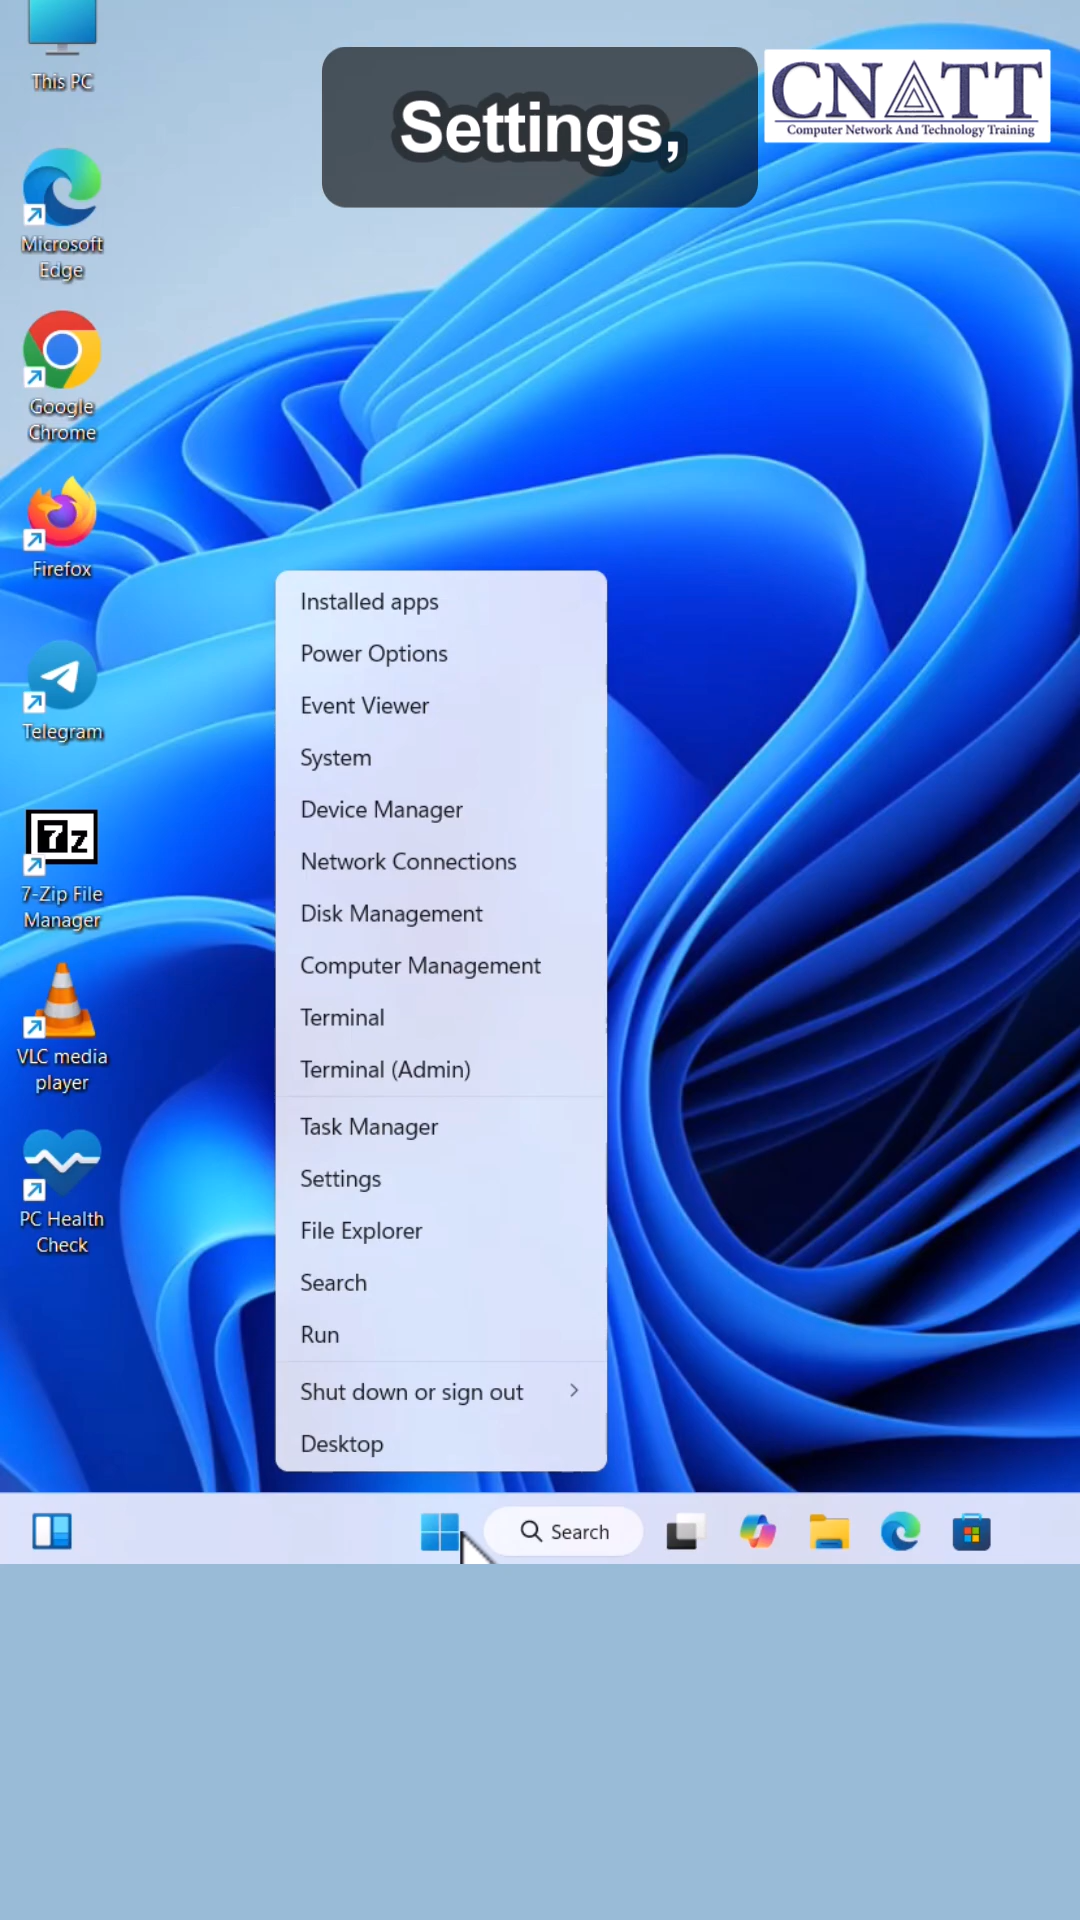 This PC
Settings,
CNATT
Computer Network And Technology Training
Microsoft
Edge
Google
Chrome
Firefox
Telegram
7z
7-Zip File
Manager
VLC media
player
PC Health
Check
Installed apps
Power Options
Event Viewer
System
Device Manager
Network Connections
Disk Management
Computer Management
Terminal
Terminal (Admin)
Task Manager
Settings
File Explorer
Search
Run
Shut down or sign out
Desktop
Search